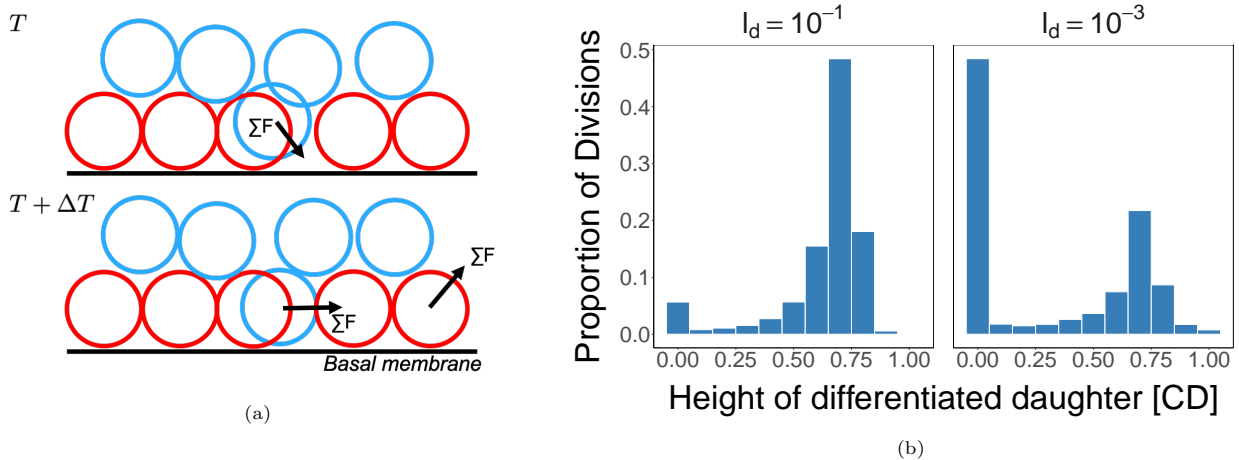 T
ΣF
T + ΔT
ΣF
ΣF
Basal membrane
(a)
I_d = 10⁻¹
I_d = 10⁻³
Proportion of Divisions
0.5
0.4
0.3
0.2
0.1
0.0
0.00 0.25 0.50 0.75 1.00
0.00 0.25 0.50 0.75 1.00
Height of differentiated daughter [CD]
(b)